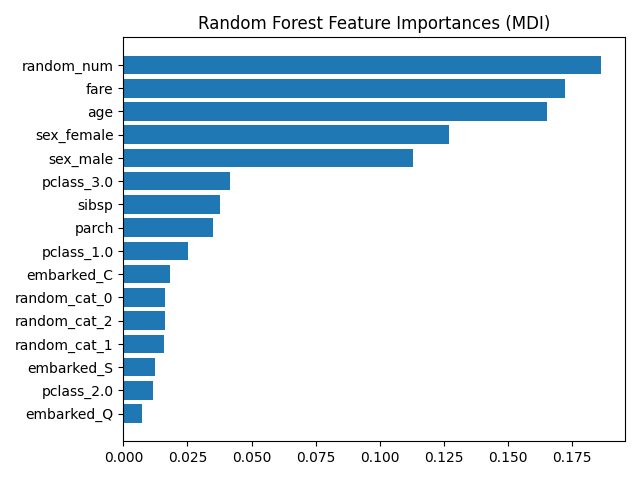 Random Forest Feature Importances (MDI)
random_num
fare
age
sex_female
sex_male
pclass_3.0
sibsp
parch
pclass_1.0
embarked_C
random_cat_0
random_cat_2
random_cat_1
embarked_S
pclass_2.0
embarked_Q
0.000 0.025 0.050 0.075 0.100 0.125 0.150 0.175